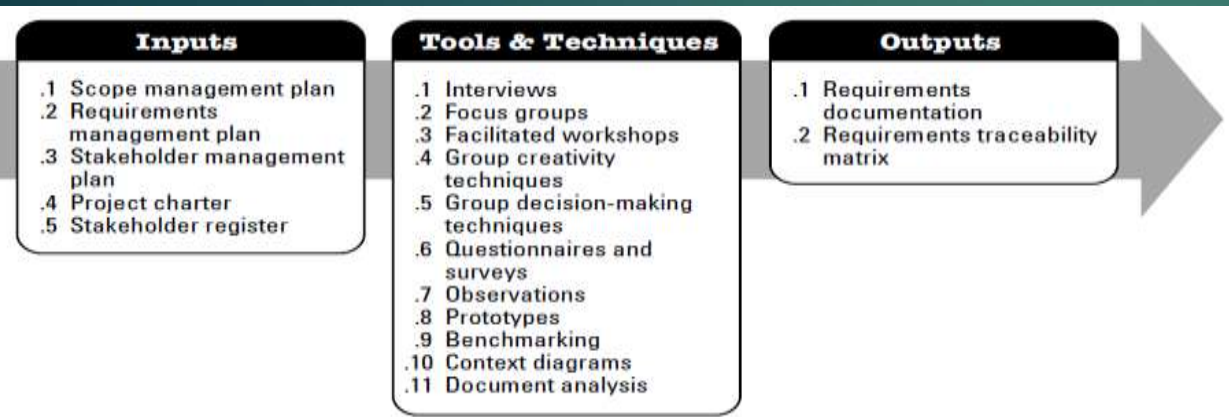 Inputs
.1 Scope management plan
.2 Requirements
management plan
.3 Stakeholder management
plan
.4 Project charter
.5 Stakeholder register
Tools & Techniques
.1 Interviews
.2 Focus groups
.3 Facilitated workshops
.4 Group creativity
techniques
.5 Group decision-making
techniques
.6 Questionnaires and
surveys
.7 Observations
.8 Prototypes
.9 Benchmarking
.10 Context diagrams
.11 Document analysis
Outputs
.1 Requirements
documentation
.2 Requirements traceability
matrix